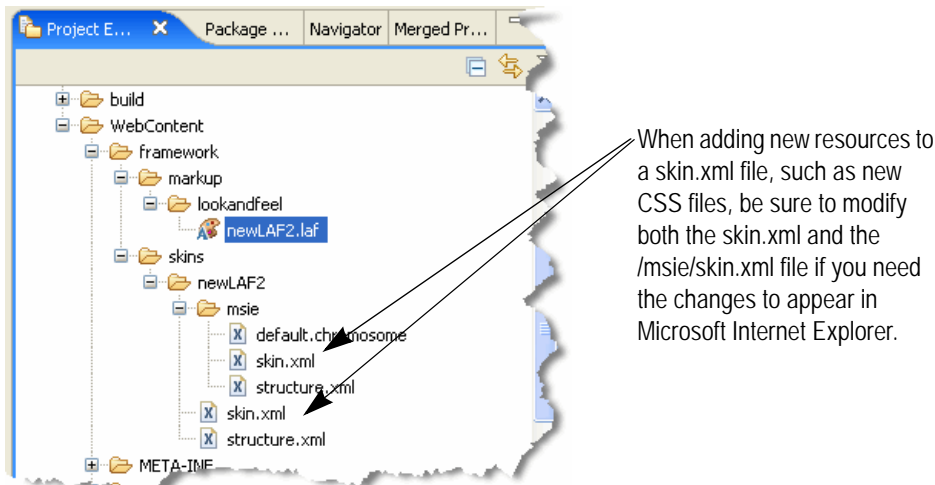 Project E... Package ... Navigator Merged Pr...
build
WebContent
framework
markup
lookandfeel
newLAF2.laf
skins
newLAF2
msie
default.chromosome
skin.xml
structure.xml
skin.xml
structure.xml
META-INF
When adding new resources to
a skin.xml file, such as new
CSS files, be sure to modify
both the skin.xml and the
/msie/skin.xml file if you need
the changes to appear in
Microsoft Internet Explorer.